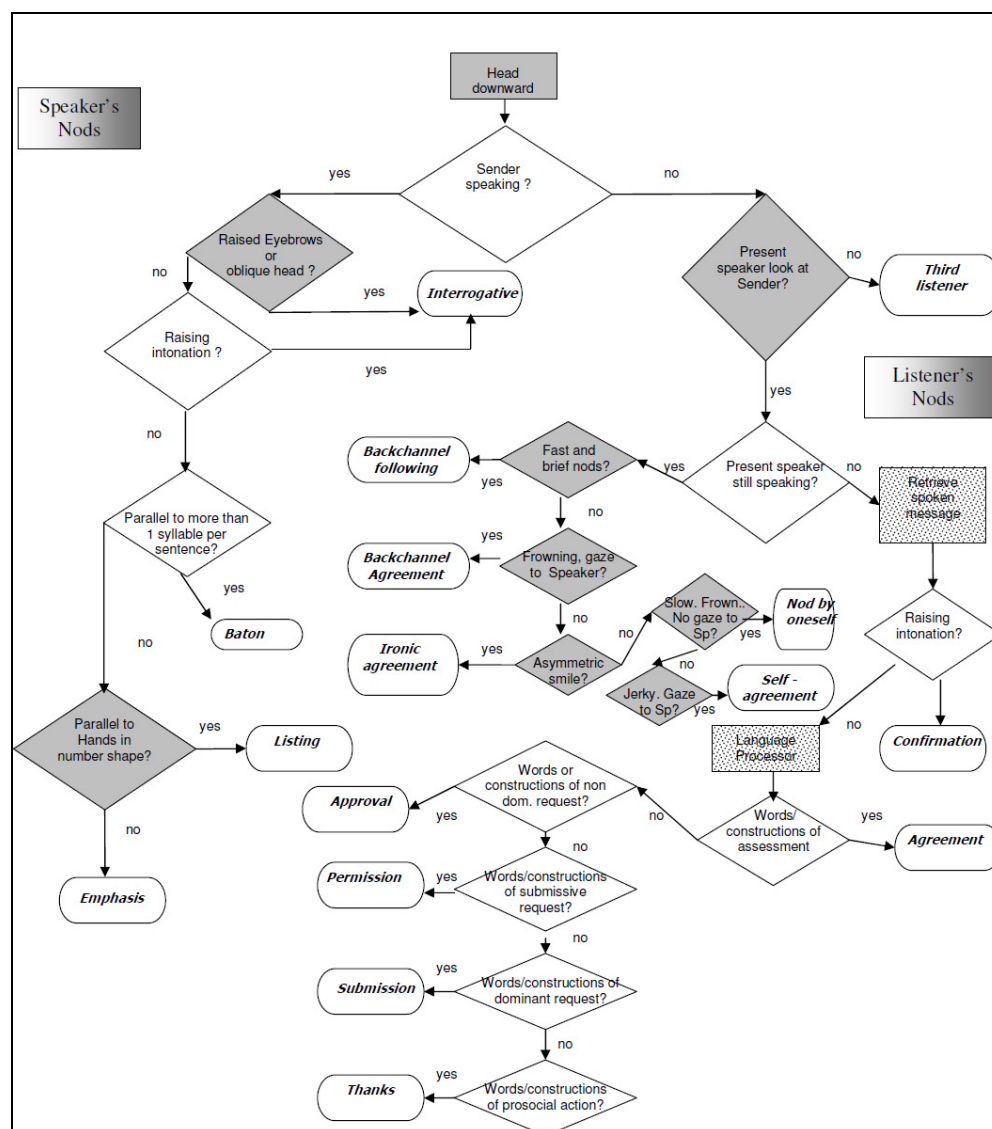 Head
downward
Speaker's
Nods
Sender
speaking ?
yes
no
Raised Eyebrows
or
oblique head ?
no
yes
Interrogative
Present
speaker look at
Sender?
no
Third
listener
Raising
intonation ?
yes
no
yes
Listener's
Nods
Backchannel
following
yes
Fast and
brief nods?
yes
Present speaker
still speaking?
no
Retrieve
spoken
message
Parallel to more than
1 syllable per
sentence?
yes
Baton
no
no
Backchannel
Agreement
yes
Frowning, gaze
to Speaker?
no
Ironic
agreement
yes
Asymmetric
smile?
no
Slow. Frown..
No gaze to
Sp?
yes
Nod by
oneself
no
Jerky. Gaze
to Sp?
yes
Self -
agreement
Raising
intonation?
no
Confirmation
Parallel to
Hands in
number shape?
yes
Listing
no
Emphasis
Language
Processor
Words/
constructions of
assessment
yes
Agreement
no
Words or
constructions of non
dom. request?
Approval
yes
no
Permission
yes
Words/constructions
of submissive
request?
no
Submission
yes
Words/constructions of
dominant request?
no
Thanks
yes
Words/constructions
of prosocial action?